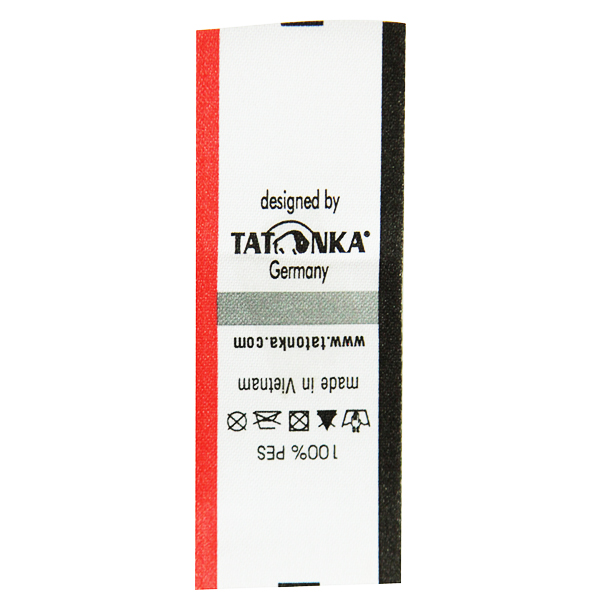 designed by
TATONKA®
Germany
www.tatonka.com
made in Vietnam
100% PES